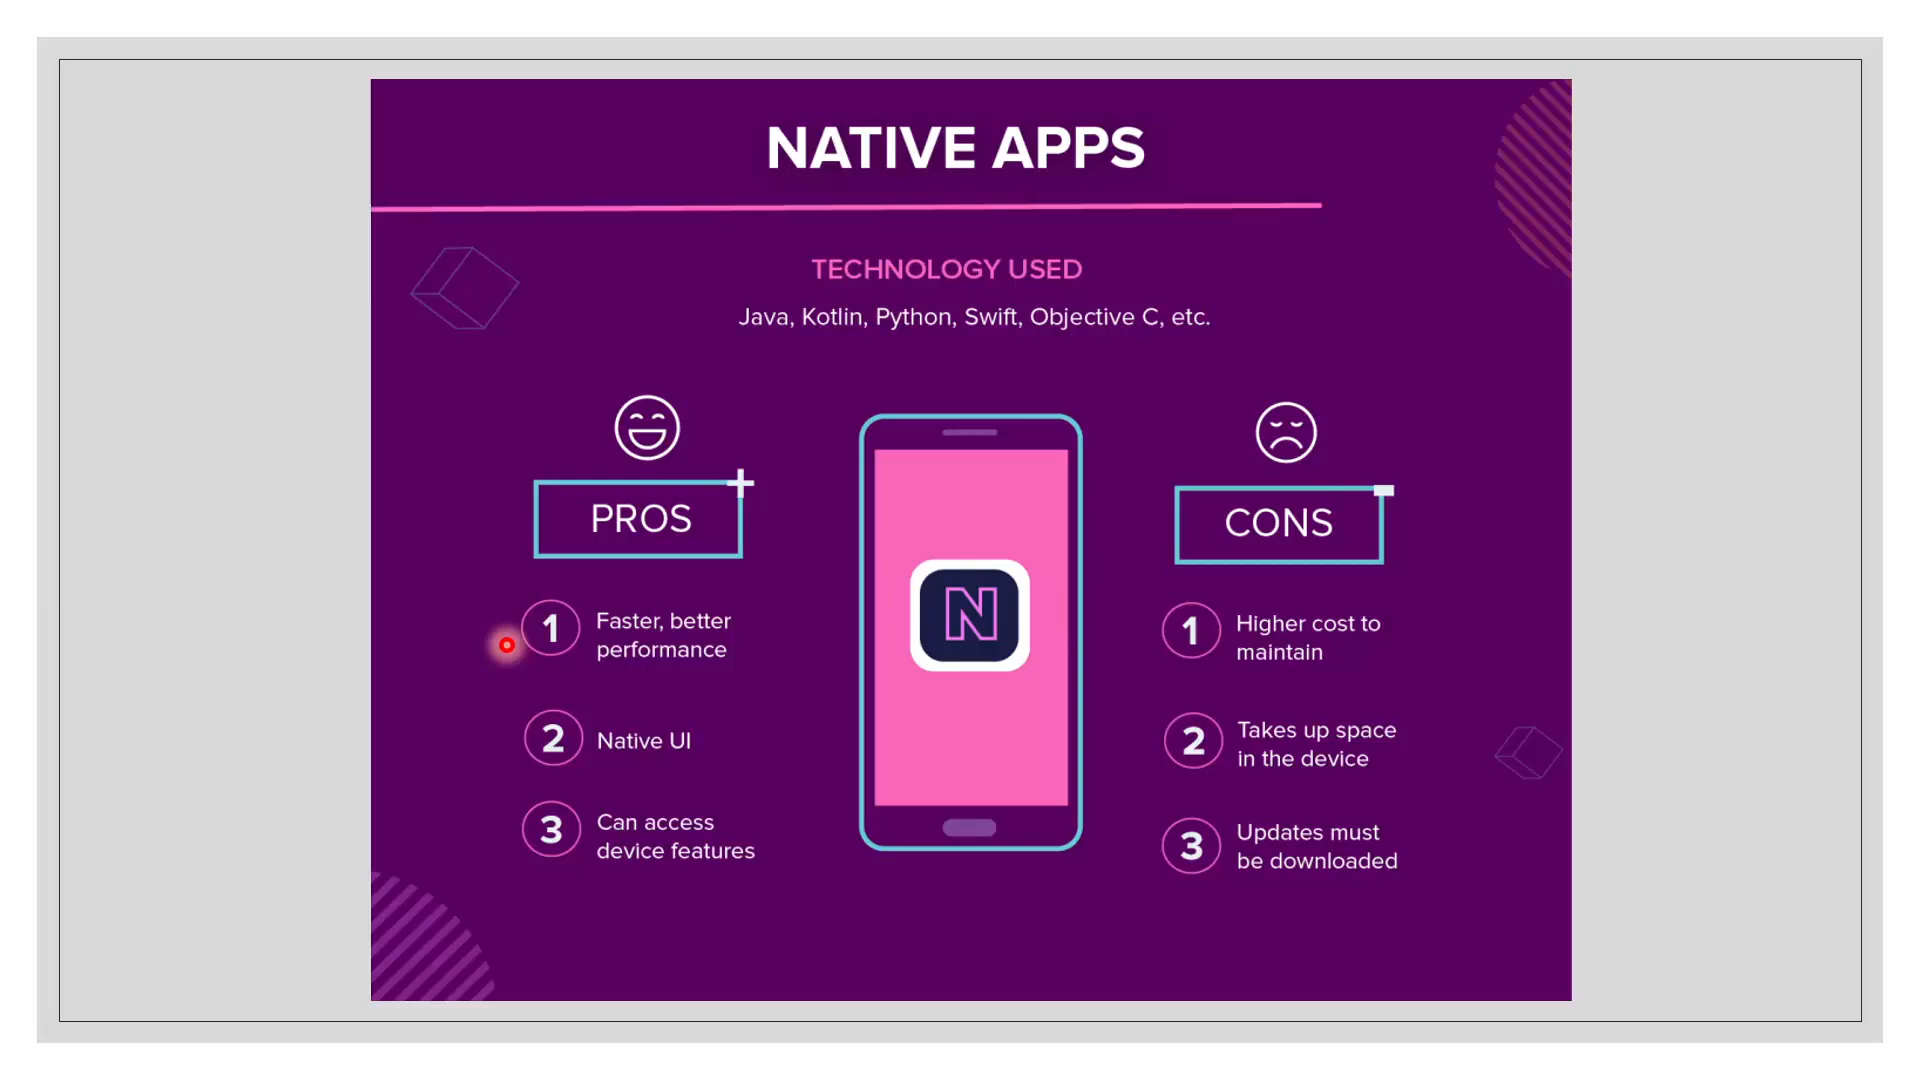 NATIVE APPS
TECHNOLOGY USED
Java, Kotlin, Python, Swift, Objective C, etc.
PROS
1 Faster, better
performance
2 Native UI
3 Can access
device features
N
CONS
1 Higher cost to
maintain
2 Takes up space
in the device
3 Updates must
be downloaded